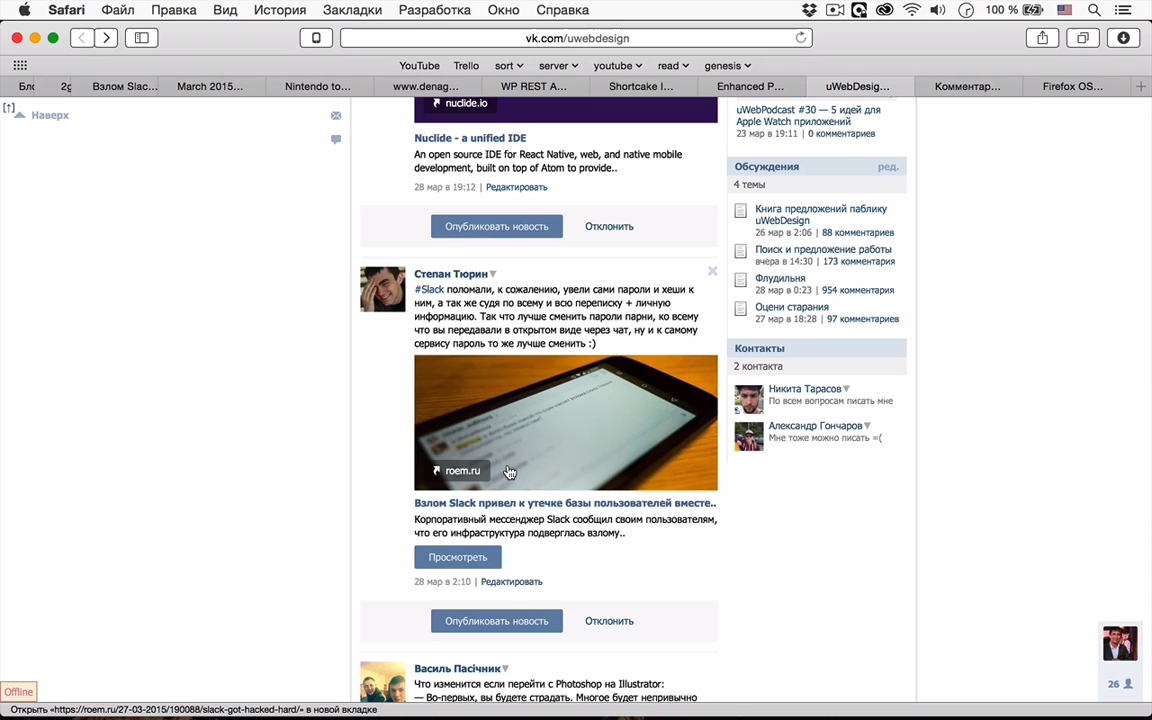 Safari Файл Правка Вид История Закладки Разработка Окно Справка 100 %
vk.com/uwebdesign
YouTube Trello sort server youtube read genesis
Бло 2g Взлом Slac... March 2015... Nintendo to... www.denag... WP REST A... Shortcake I... Enhanced P... uWebDesig... Комментар... Firefox OS...
[↑] Наверх
nuclide.io
Nuclide - a unified IDE
An open source IDE for React Native, web, and native mobile
development, built on top of Atom to provide..
28 мар в 19:12 | Редактировать
Опубликовать новость Отклонить
Степан Тюрин
#Slack поломали, к сожалению, увели сами пароли и хеши к
ним, а так же судя по всему и всю переписку + личную
информацию. Так что лучше сменить пароли парни, ко всему
что вы передавали в открытом виде через чат, ну и к самому
сервису пароль то же лучше сменить :)
roem.ru
Взлом Slack привел к утечке базы пользователей вместе..
Корпоративный мессенджер Slack сообщил своим пользователям,
что его инфраструктура подверглась взлому..
Просмотреть
28 мар в 2:10 | Редактировать
Опубликовать новость Отклонить
Василь Пасічник
Что изменится если перейти с Photoshop на Illustrator:
— Во-первых, вы будете страдать. Многое будет непривычно
uWebPodcast #30 — 5 идей для
Apple Watch приложений
23 мар в 19:11 | 0 комментариев
Обсуждения ред.
4 темы
Книга предложений паблику
uWebDesign
26 мар в 2:06 | 88 комментариев
Поиск и предложение работы
вчера в 14:30 | 173 комментария
Флудильня
28 мар в 0:23 | 954 комментария
Оцени старания
27 мар в 18:28 | 97 комментариев
Контакты
2 контакта
Никита Тарасов
По всем вопросам писать мне
Александр Гончаров
Мне тоже можно писать =(
26
Offline
Открыть «https://roem.ru/27-03-2015/190088/slack-got-hacked-hard/» в новой вкладке